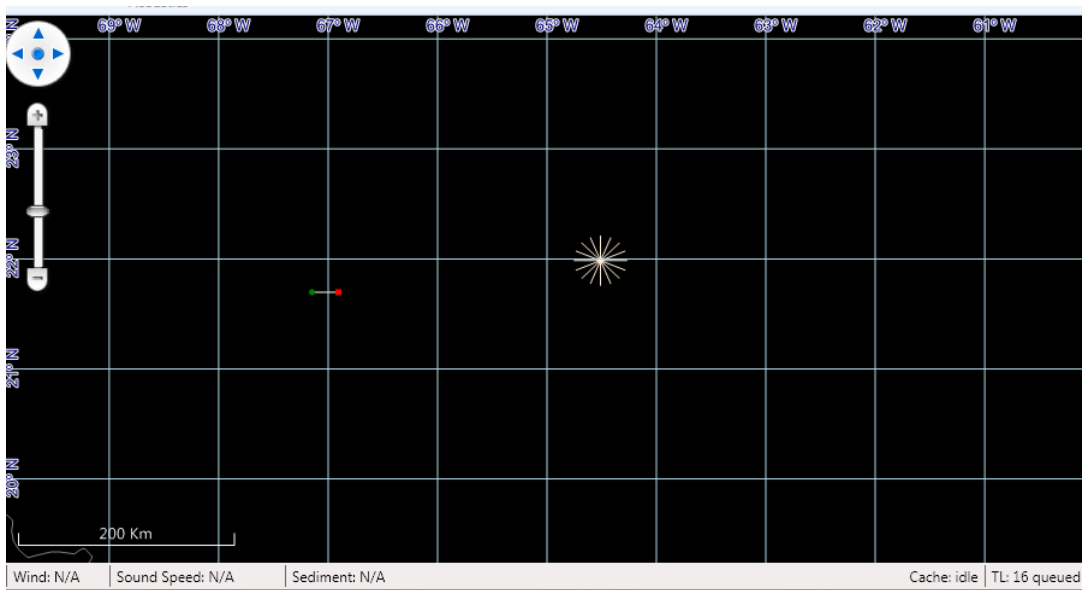 69° W 68° W 67° W 66° W 65° W 64° W 63° W 62° W 61° W
23° N
22° N
21° N
20° N
200 Km
Wind: N/A Sound Speed: N/A Sediment: N/A Cache: idle TL: 16 queued